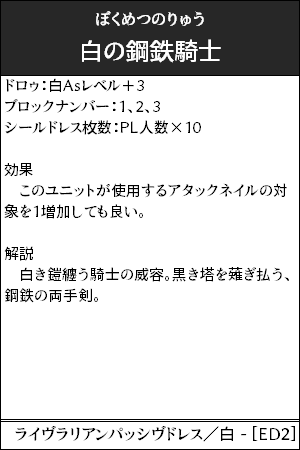 ぼくめつのりゅう
白の鋼鉄騎士
ドロゥ：白Asレベル＋3
ブロックナンバー：1、2、3
シールドレス枚数：PL人数×10
効果
　このユニットが使用するアタックネイルの対
象を1増加しても良い。
解説
　白き鎧纏う騎士の威容。黒き塔を薙ぎ払う、
鋼鉄の両手剣。
ライヴラリアンパッシヴドレス／白 - [ED2]